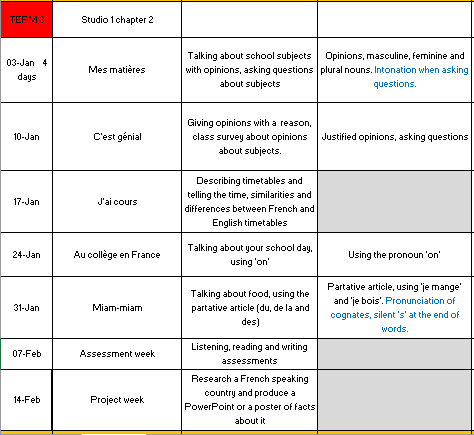 TERM 3
Studio 1 chapter 2
03-Jan 4
days
Mes matières
Talking about school subjects
with opinions, asking questions
about subjects
Opinions, masculine, feminine and
plural nouns. Intonation when asking
questions.
10-Jan
C'est génial
Giving opinions with a reason,
class survey about opinions
about subjects.
Justified opinions, asking questions
17-Jan
J'ai cours
Describing timetables and
telling the time, similarities and
differences between French and
English timetables
24-Jan
Au collège en France
Talking about your school day,
using 'on'
Using the pronoun 'on'
31-Jan
Miam-miam
Talking about food, using the
partative article (du, de la and
des)
Partative article, using 'je mange'
and 'je bois'. Pronunciation of
cognates, silent 's' at the end of
words.
07-Feb
Assessment week
Listening, reading and writing
assessments
14-Feb
Project week
Research a French speaking
country and produce a
PowerPoint or a poster of facts
about it